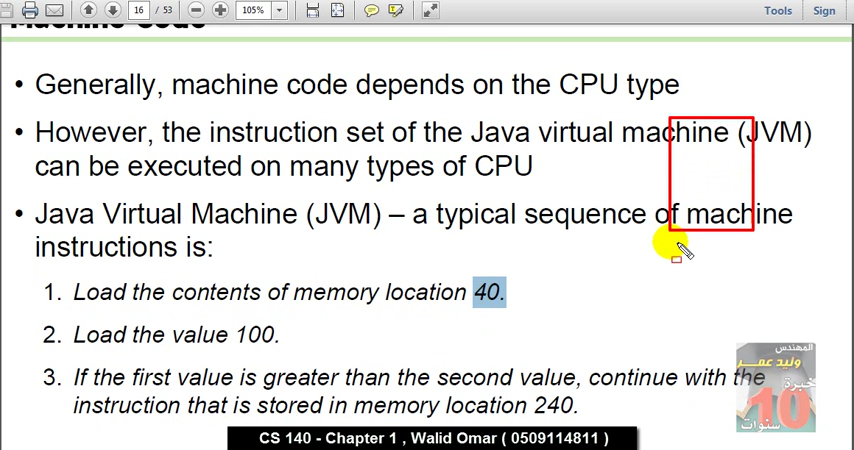 16 / 53
105%
Tools
Sign
Machine Code
• Generally, machine code depends on the CPU type
• However, the instruction set of the Java virtual machine (JVM)
can be executed on many types of CPU
• Java Virtual Machine (JVM) – a typical sequence of machine
instructions is:
1. Load the contents of memory location 40.
2. Load the value 100.
3. If the first value is greater than the second value, continue with the
instruction that is stored in memory location 240.
المهندس
وليد عمر
خبرة
10
سنوات
CS 140 - Chapter 1 , Walid Omar ( 0509114811 )